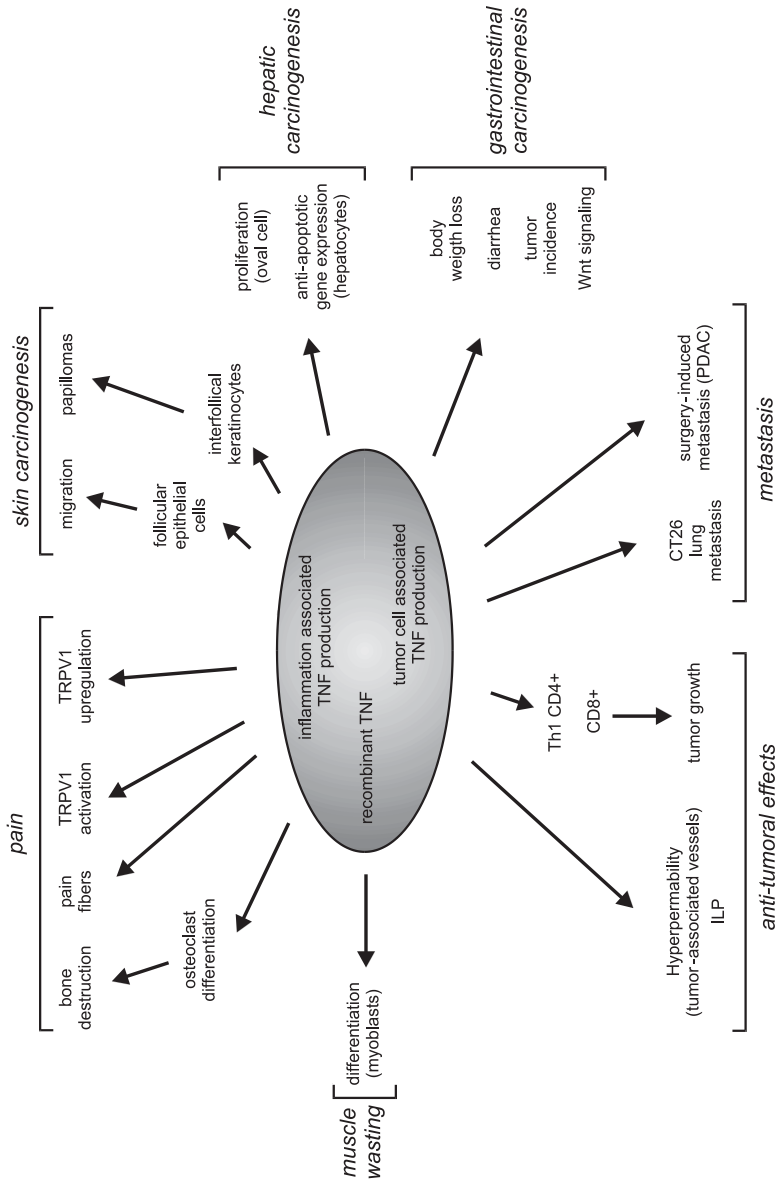 pain
bone
destruction
pain
fibers
TRPV1
activation
TRPV1
upregulation
osteoclast
differentiation
skin carcinogenesis
migration
papillomas
follicular
epithelial
cells
interfollical
keratinocytes
hepatic
carcinogenesis
proliferation
(oval cell)
anti-apoptotic
gene expression
(hepatocytes)
muscle
wasting
differentiation
(myoblasts)
inflammation associated
TNF production
recombinant TNF
tumor cell associated
TNF production
gastrointestinal
carcinogenesis
body
weigth loss
diarrhea
tumor
incidence
Wnt signaling
Th1 CD4+
CD8+
Hyperpermability
(tumor-associated vessels)
ILP
tumor growth
anti-tumoral effects
CT26
lung
metastasis
surgery-induced
metastasis (PDAC)
metastasis